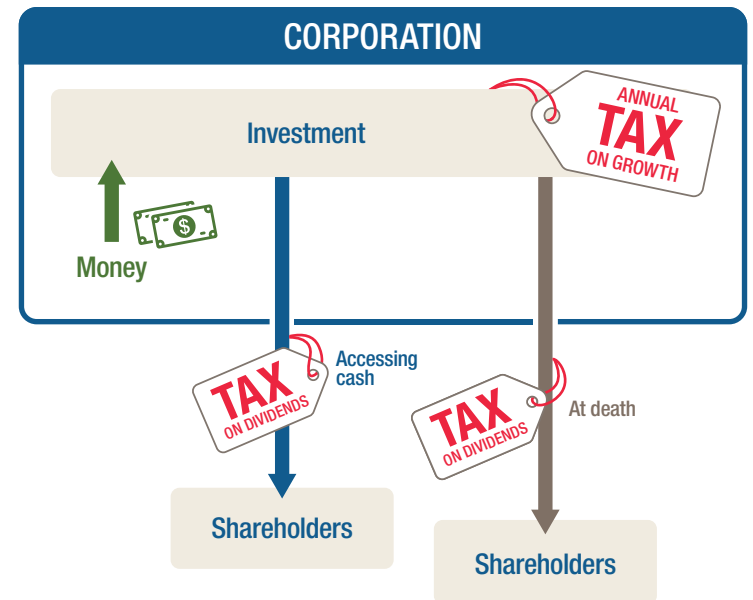 CORPORATION
Investment
ANNUAL
TAX
ON GROWTH
$
Money
Accessing
cash
TAX
ON DIVIDENDS
At death
TAX
ON DIVIDENDS
Shareholders
Shareholders